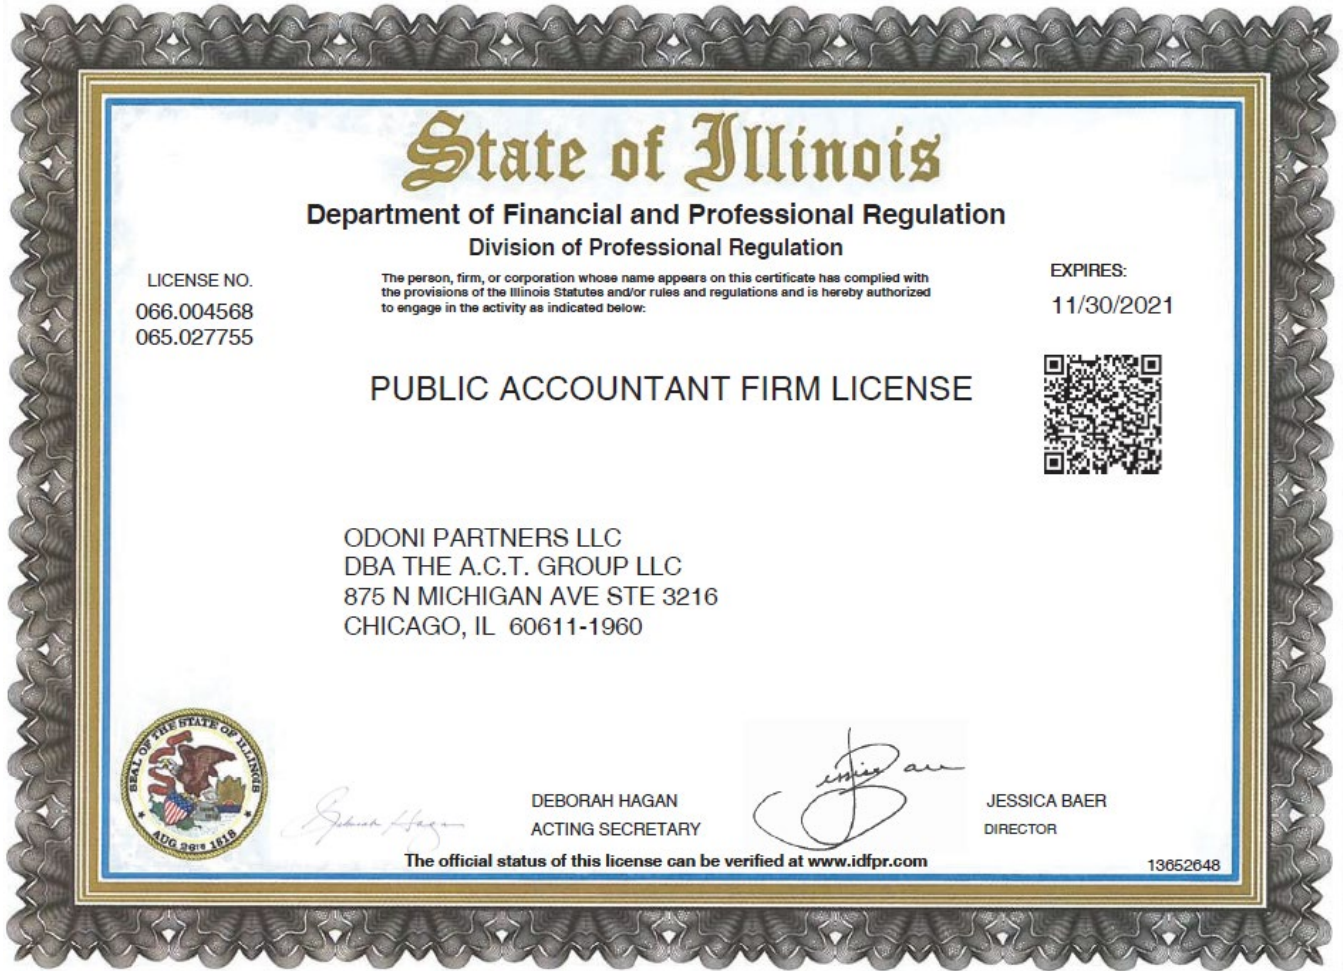 State of Illinois
Department of Financial and Professional Regulation
Division of Professional Regulation
LICENSE NO.
066.004568
065.027755
The person, firm, or corporation whose name appears on this certificate has complied with
the provisions of the Illinois Statutes and/or rules and regulations and is hereby authorized
to engage in the activity as indicated below:
EXPIRES:
11/30/2021
PUBLIC ACCOUNTANT FIRM LICENSE
ODONI PARTNERS LLC
DBA THE A.C.T. GROUP LLC
875 N MICHIGAN AVE STE 3216
CHICAGO, IL 60611-1960
SEAL OF THE STATE OF ILLINOIS
AUG. 26TH 1818
Deborah Hagan
DEBORAH HAGAN
ACTING SECRETARY
JESSICA BAER
DIRECTOR
The official status of this license can be verified at www.idfpr.com
13652648